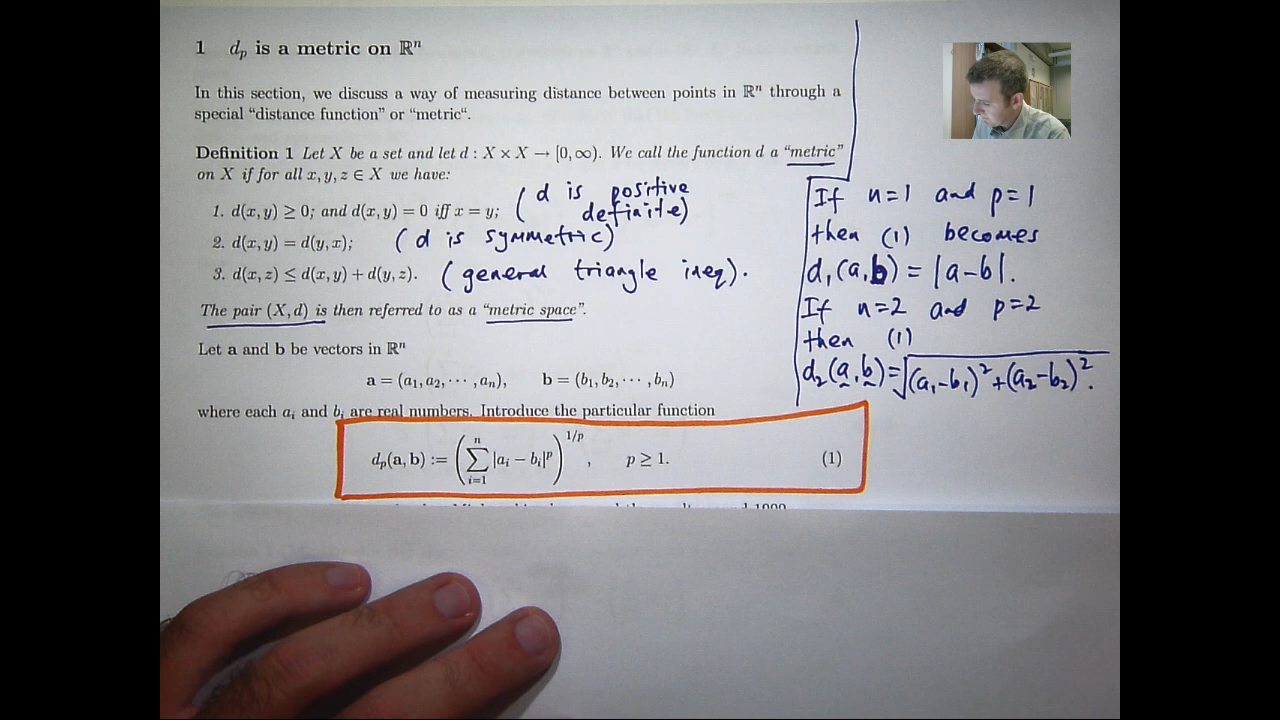 1 dₚ is a metric on ℝⁿ
In this section, we discuss a way of measuring distance between points in ℝⁿ through a
special “distance function” or “metric“.
Definition 1 Let X be a set and let d : X × X → [0, ∞). We call the function d a “metric”
on X if for all x, y, z ∈ X we have:
1. d(x, y) ≥ 0; and d(x, y) = 0 iff x = y; (d is positive
definite)
2. d(x, y) = d(y, x); (d is symmetric)
3. d(x, z) ≤ d(x, y) + d(y, z). (general triangle ineq).
The pair (X, d) is then referred to as a “metric space”.
Let a and b be vectors in ℝⁿ
a = (a₁, a₂, ⋯ , aₙ), b = (b₁, b₂, ⋯ , bₙ)
where each aᵢ and bᵢ are real numbers. Introduce the particular function
dₚ(a, b) := (∑ᵢ₌₁ⁿ |aᵢ − bᵢ|ᵖ)^{1/p}, p ≥ 1. (1)
If n=1 and p=1
then (1) becomes
d₁(a,b) = |a-b|.
If n=2 and p=2
then (1)
d₂(a,b)=√((a₁-b₁)²+(a₂-b₂)²).